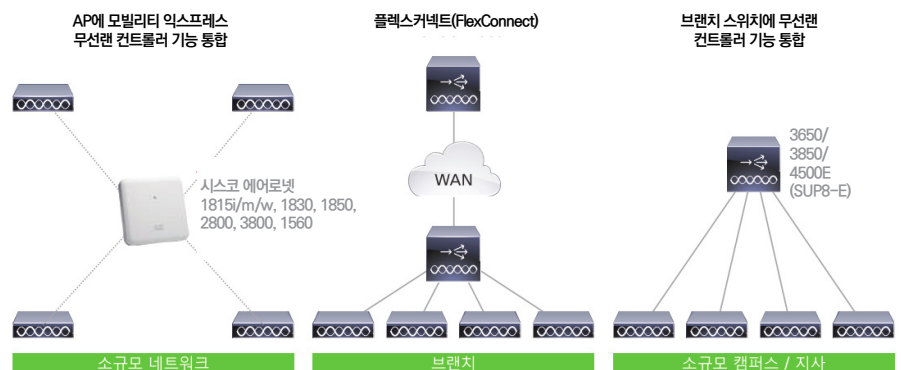 AP에 모빌리티 익스프레스
무선랜 컨트롤러 기능 통합
시스코 에어로넷
1815i/m/w, 1830, 1850,
2800, 3800, 1560
소규모 네트워크
플렉스커넥트(FlexConnect)
WAN
브랜치
브랜치 스위치에 무선랜
컨트롤러 기능 통합
3650/
3850/
4500E
(SUP8-E)
소규모 캠퍼스 / 지사